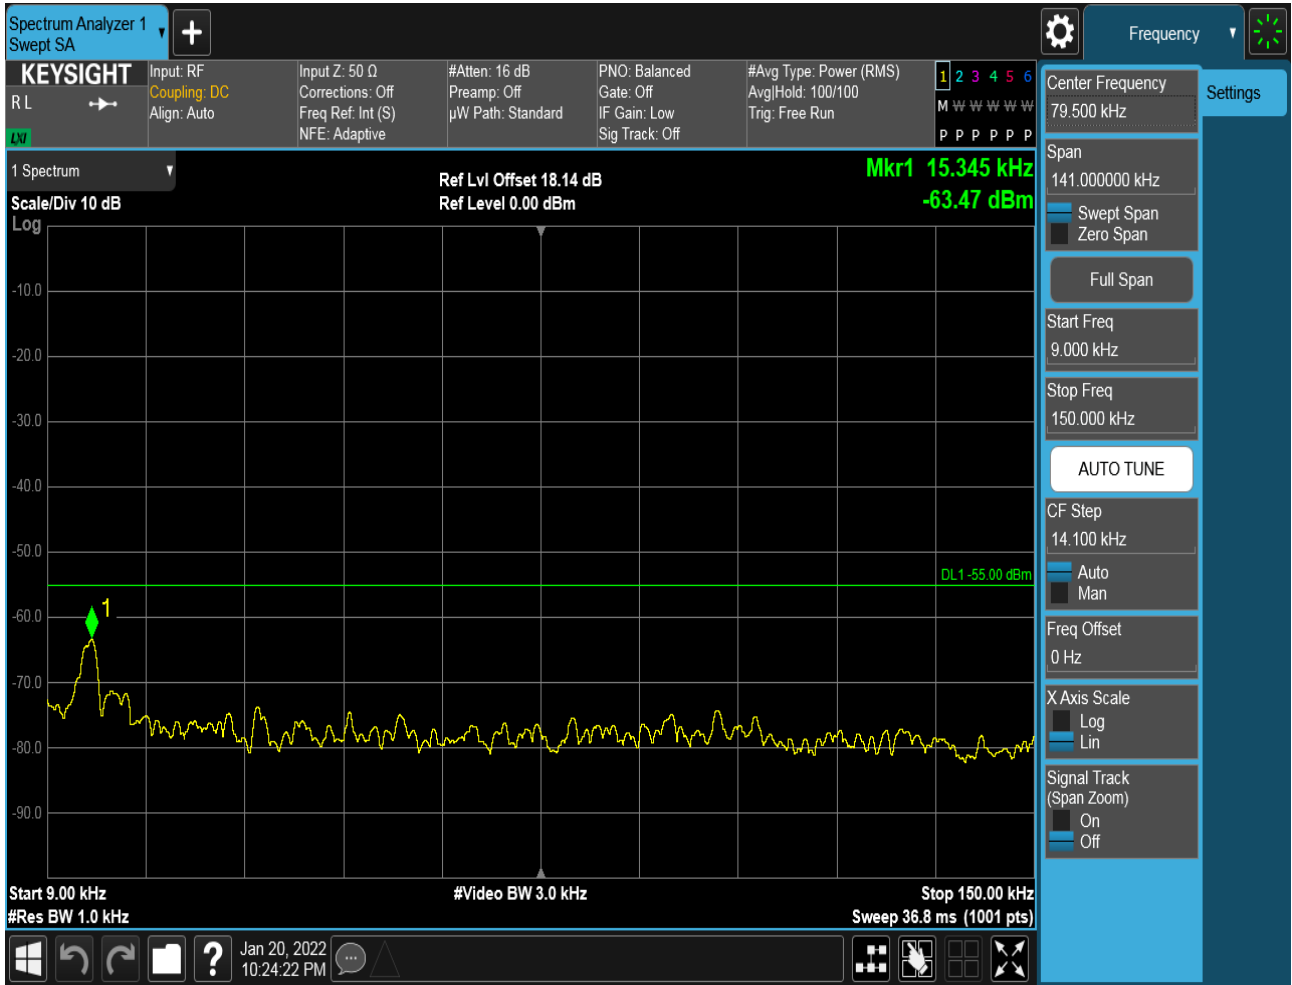 Spectrum Analyzer 1
Swept SA
+
Frequency
KEYSIGHT
R L
LXI
Input: RF
Coupling: DC
Align: Auto
Input Z: 50 Ω
Corrections: Off
Freq Ref: Int (S)
NFE: Adaptive
#Atten: 16 dB
Preamp: Off
µW Path: Standard
PNO: Balanced
Gate: Off
IF Gain: Low
Sig Track: Off
#Avg Type: Power (RMS)
Avg|Hold: 100/100
Trig: Free Run
1 2 3 4 5 6
M W W W W W
P P P P P P
1 Spectrum
Scale/Div 10 dB
Log
Ref Lvl Offset 18.14 dB
Ref Level 0.00 dBm
Mkr1 15.345 kHz
-63.47 dBm
-10.0
-20.0
-30.0
-40.0
-50.0
-60.0
-70.0
-80.0
-90.0
DL1 -55.00 dBm
1
Start 9.00 kHz
#Res BW 1.0 kHz
#Video BW 3.0 kHz
Stop 150.00 kHz
Sweep 36.8 ms (1001 pts)
Jan 20, 2022
10:24:22 PM
?
Center Frequency
79.500 kHz
Span
141.000000 kHz
Swept Span
Zero Span
Full Span
Start Freq
9.000 kHz
Stop Freq
150.000 kHz
AUTO TUNE
CF Step
14.100 kHz
Auto
Man
Freq Offset
0 Hz
X Axis Scale
Log
Lin
Signal Track
(Span Zoom)
On
Off
Settings